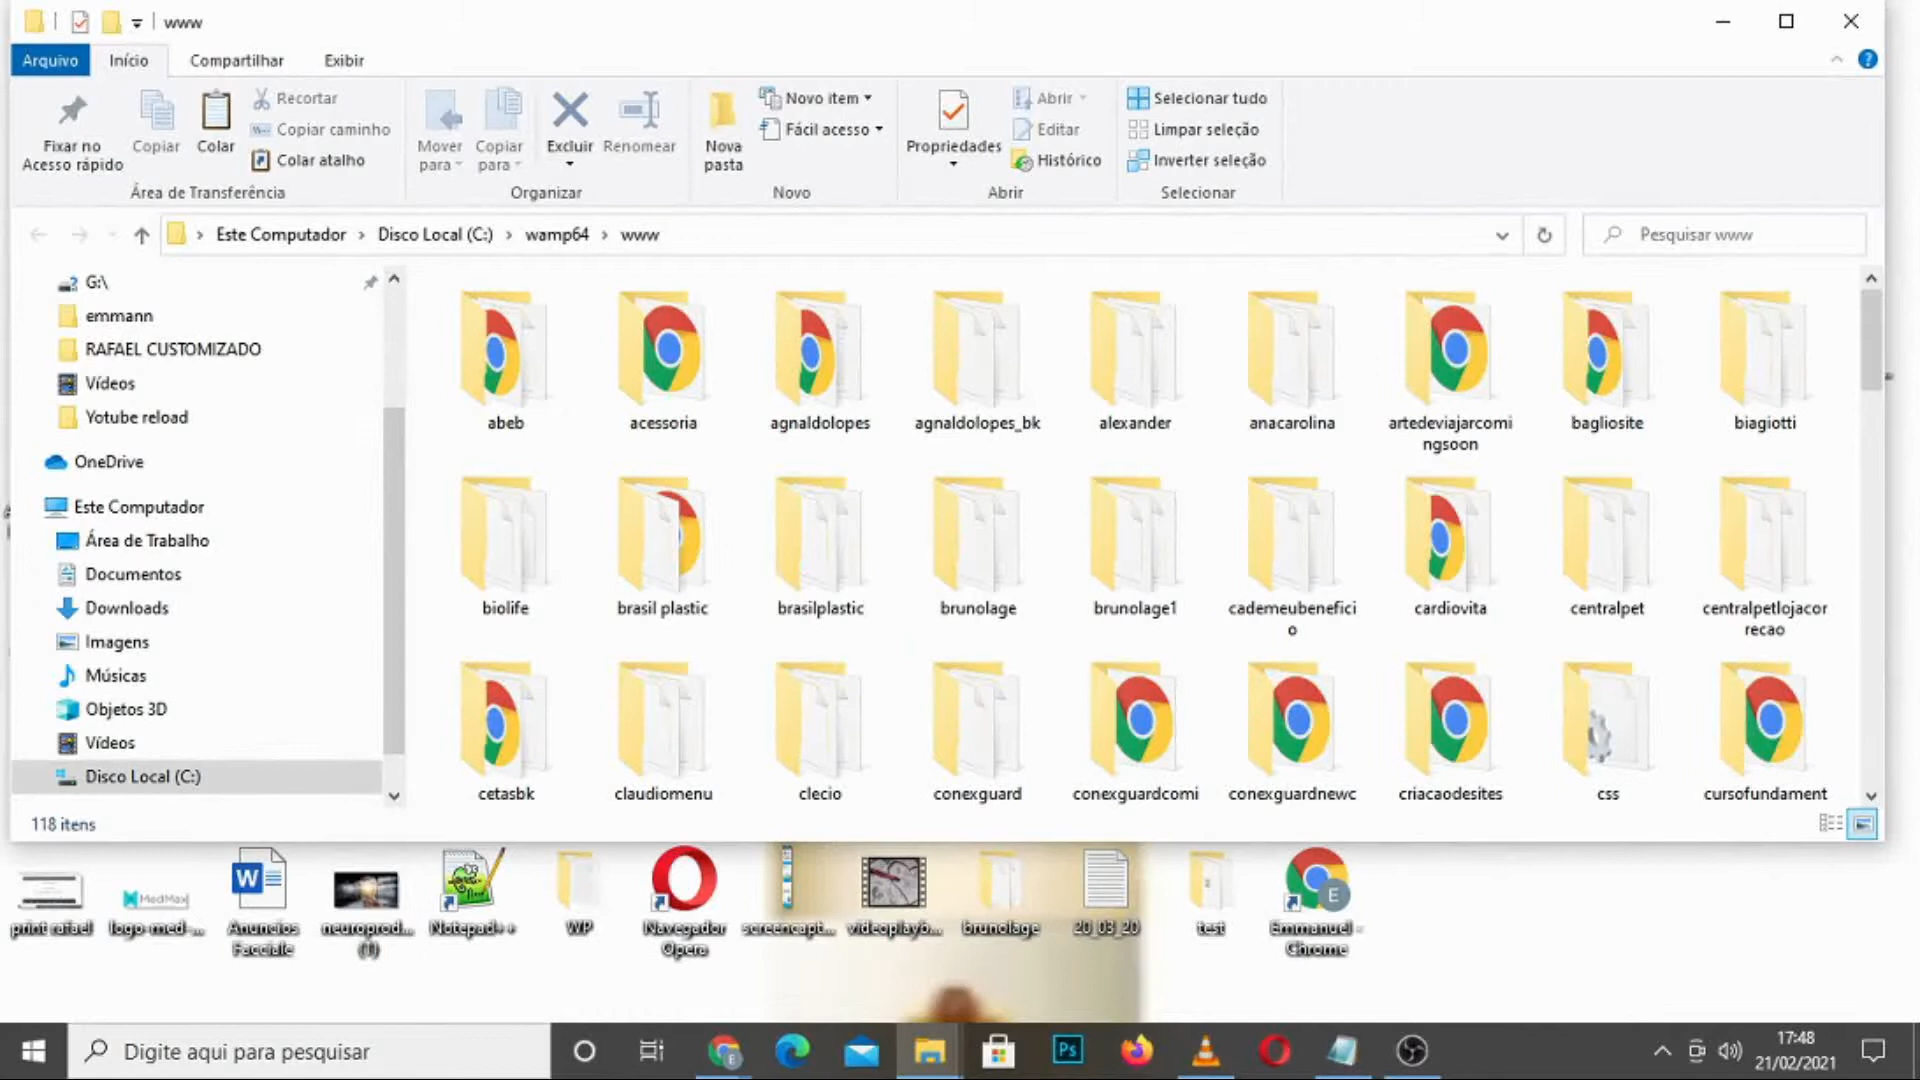 www
Arquivo
Início
Compartilhar
Exibir
Fixar no
Acesso rápido
Copiar
Colar
Recortar
Copiar caminho
Colar atalho
Área de Transferência
Mover
para
Copiar
para
Excluir
Renomear
Organizar
Nova
pasta
Novo item
Fácil acesso
Novo
Propriedades
Abrir
Editar
Histórico
Abrir
Selecionar tudo
Limpar seleção
Inverter seleção
Selecionar
Este Computador > Disco Local (C:) > wamp64 > www
Pesquisar www
G:\
emmann
RAFAEL CUSTOMIZADO
Vídeos
Yotube reload
OneDrive
Este Computador
Área de Trabalho
Documentos
Downloads
Imagens
Músicas
Objetos 3D
Vídeos
Disco Local (C:)
abeb
acessoria
agnaldolopes
agnaldolopes_bk
alexander
anacarolina
artedeviajarcomi
ngsoon
bagliosite
biagiotti
biolife
brasil plastic
brasilplastic
brunolage
brunolage1
cademeubenefici
o
cardiovita
centralpet
centralpetlojacor
recao
cetasbk
claudiomenu
clecio
conexguard
conexguardcomi
conexguardnewc
criacaodesites
css
cursofundament
118 itens
print rafael
logo-med-...
MedMax
Anuncios
Facciale
neuroprod...
(1)
Notepad++
WP
Navegador
Opera
screencapt...
videoplayb...
brunolage
20_03_20
test
E
Emmanuel -
Chrome
Digite aqui para pesquisar
E
Ps
17:48
21/02/2021